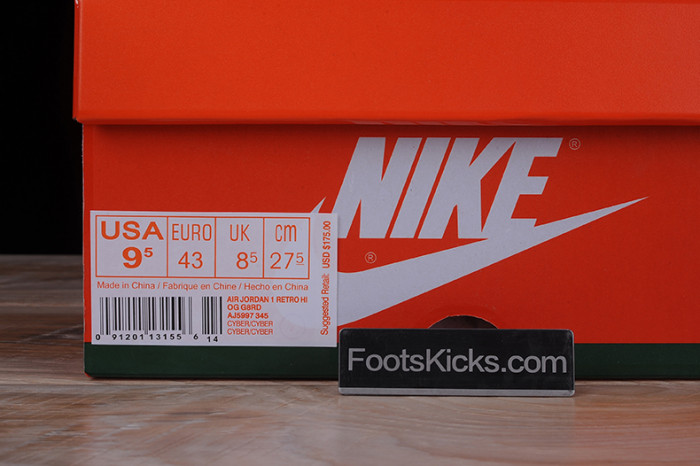 NIKE ®
®
USA EURO UK cm
9⁵ 43 8⁵ 27⁵
Made in China / Fabrique en Chine / Hecho en China
AIR JORDAN 1 RETRO HI
OG G8RD
AJ5997 345
CYBER/CYBER
CYBER/CYBER
0 91201 13155 6 14
Suggested Retail: USD $175.00
FootsKicks.com